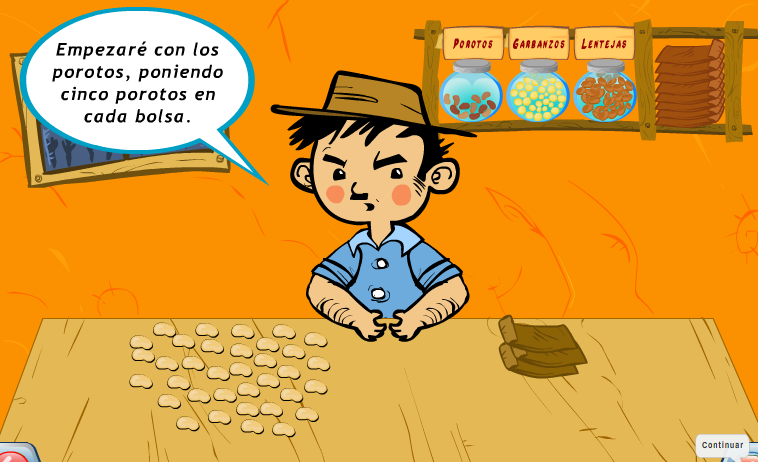 Empezaré con los
porotos, poniendo
cinco porotos en
cada bolsa.
POROTOS
GARBANZOS
LENTEJAS
Continuar